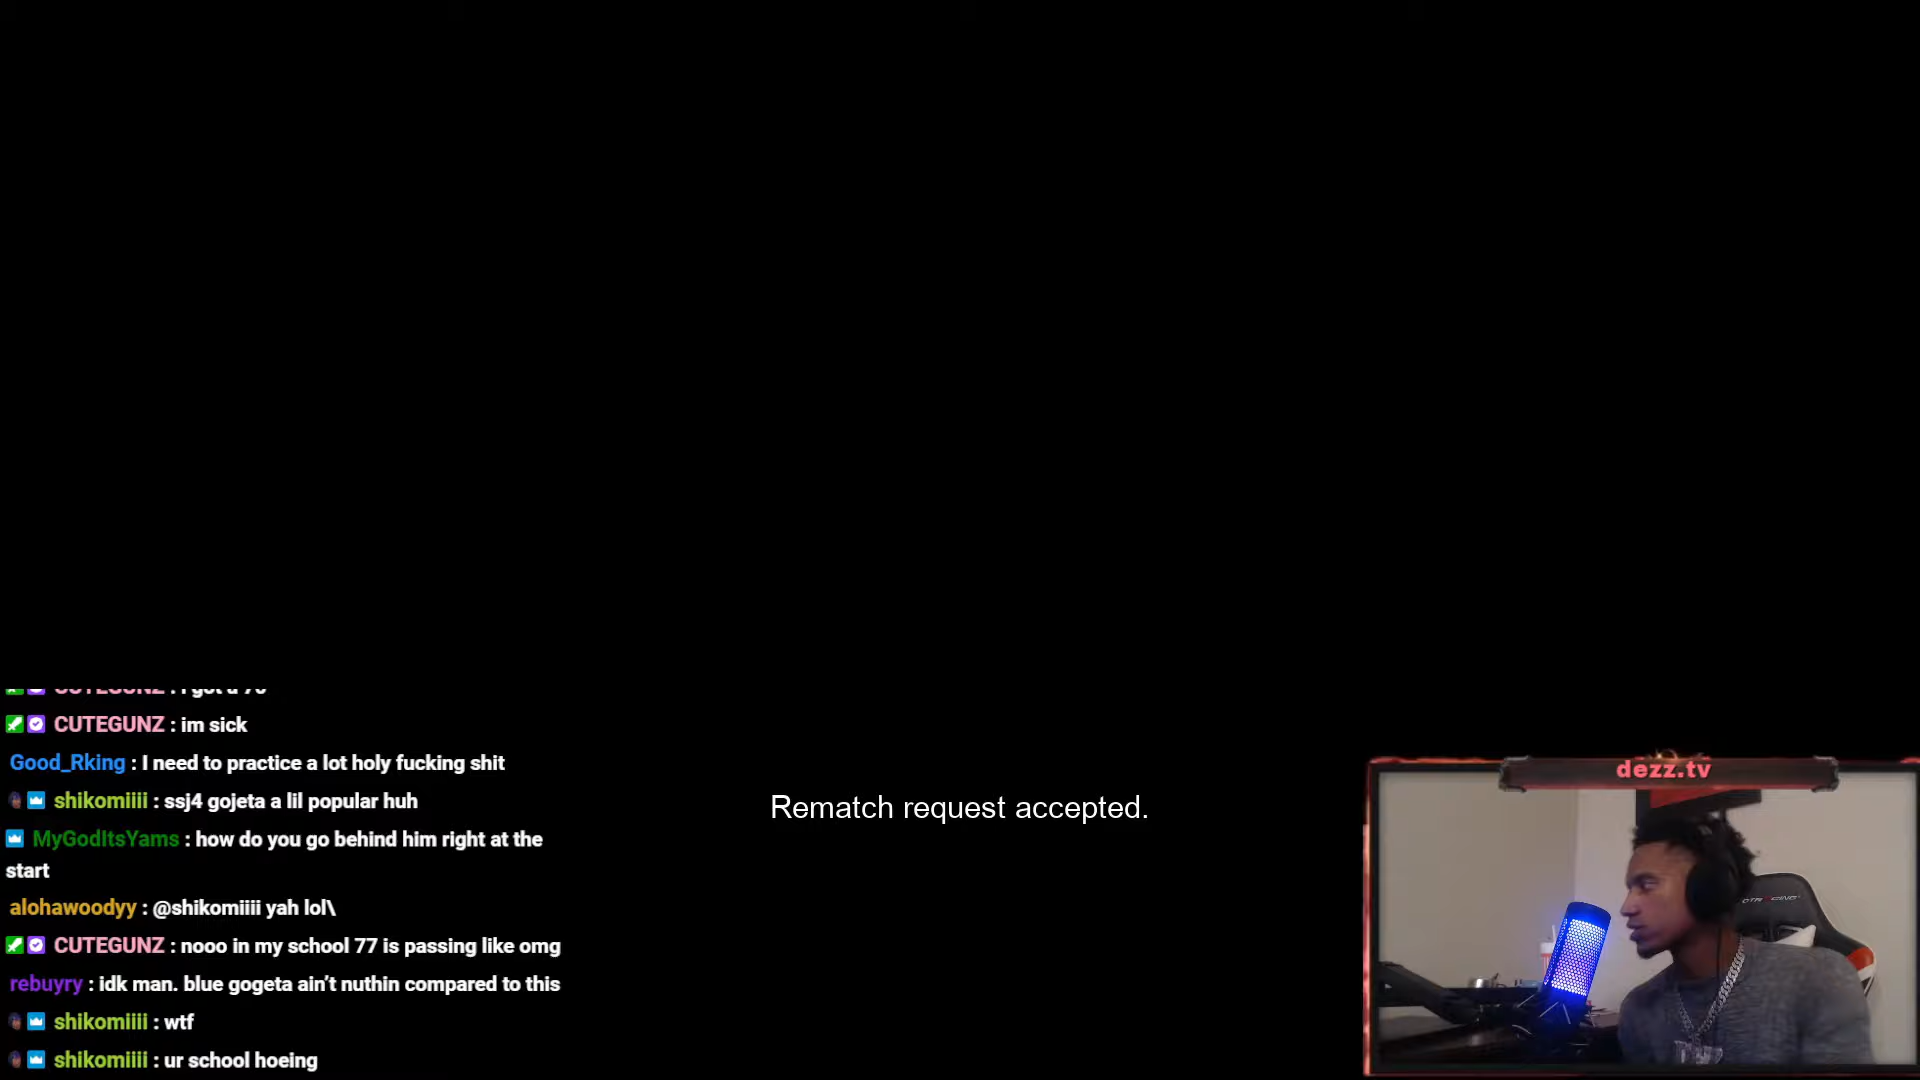 CUTEGUNZ : i got a 70
CUTEGUNZ : im sick
Good_Rking : I need to practice a lot holy fucking shit
shikomiiii : ssj4 gojeta a lil popular huh
MyGodItsYams : how do you go behind him right at the
start
alohawoodyy : @shikomiiii yah lol\
CUTEGUNZ : nooo in my school 77 is passing like omg
rebuyry : idk man. blue gogeta ain’t nuthin compared to this
shikomiiii : wtf
shikomiiii : ur school hoeing
Rematch request accepted.
dezz.tv